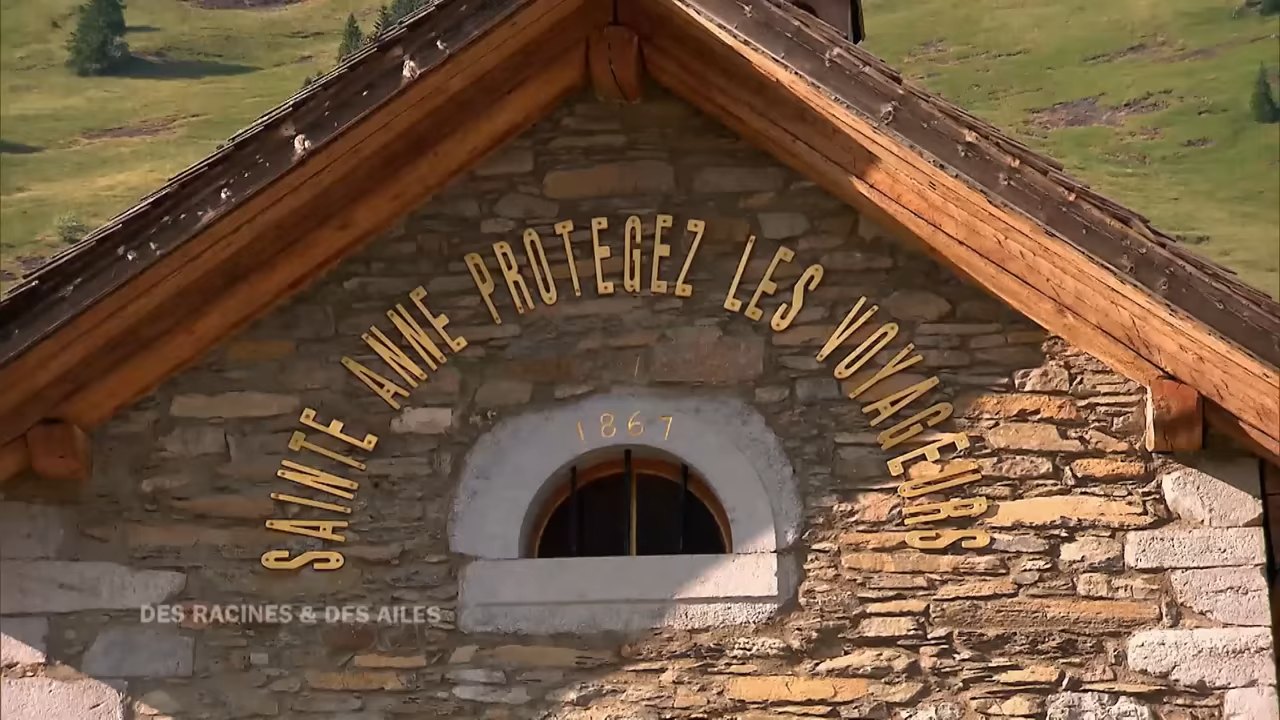 SAINTE ANNE PROTEGEZ LES VOYAGEURS
1867
DES RACINES & DES AILES